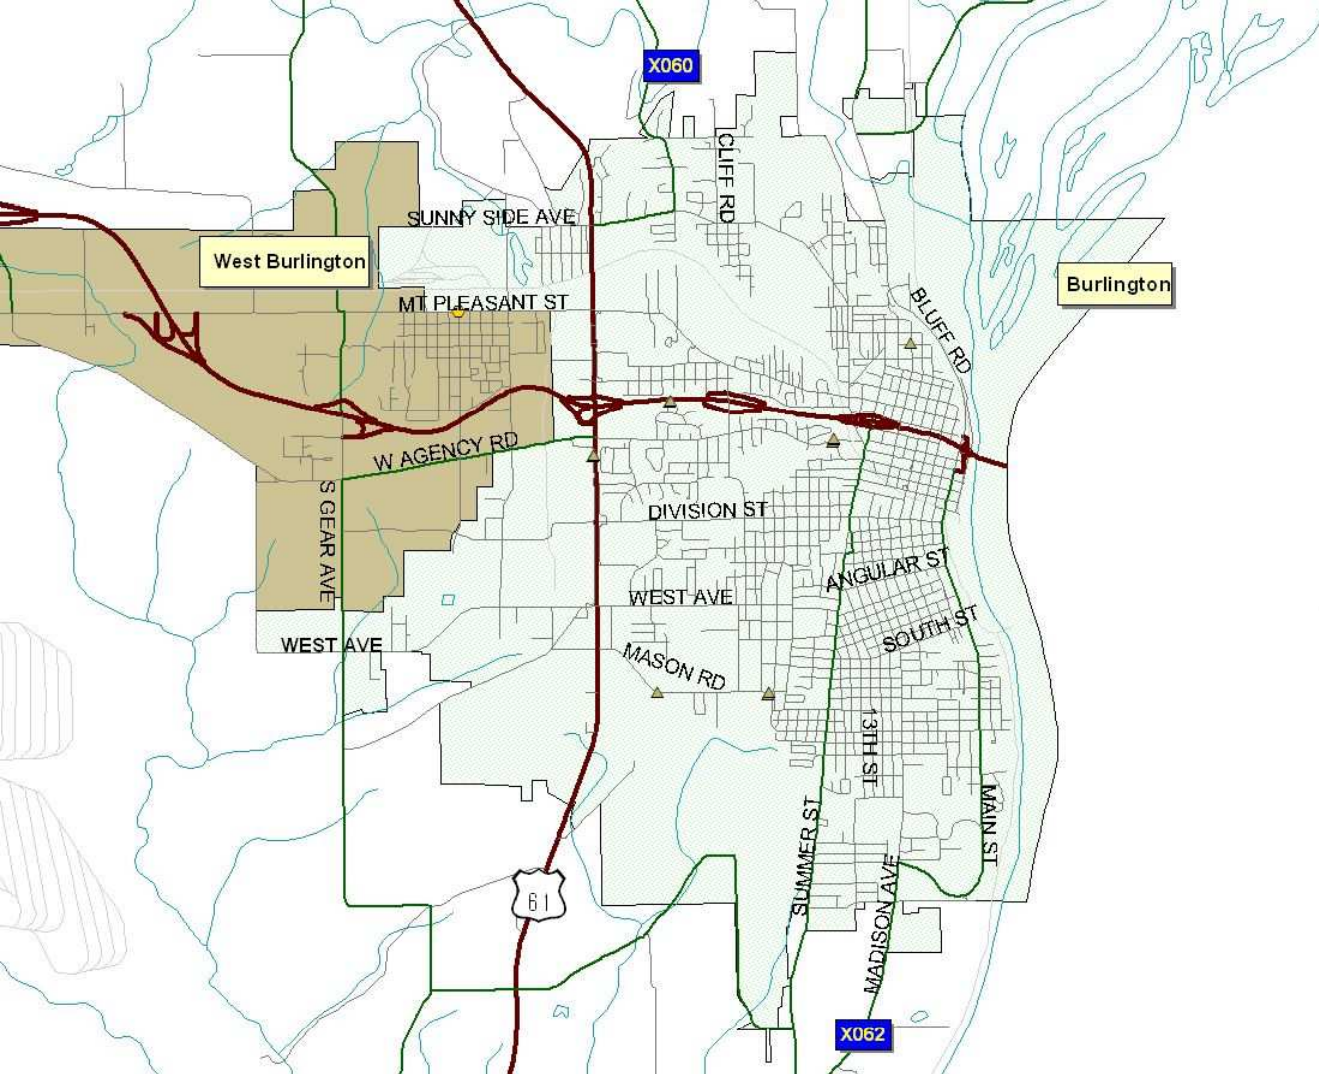 X060
CLIFF RD
SUNNY SIDE AVE
West Burlington
Burlington
MT PLEASANT ST
BLUFF RD
W AGENCY RD
S GEAR AVE
DIVISION ST
ANGULAR ST
WEST AVE
SOUTH ST
WEST AVE
MASON RD
13TH ST
MAIN ST
SUMMER ST
61
MADISON AVE
X062